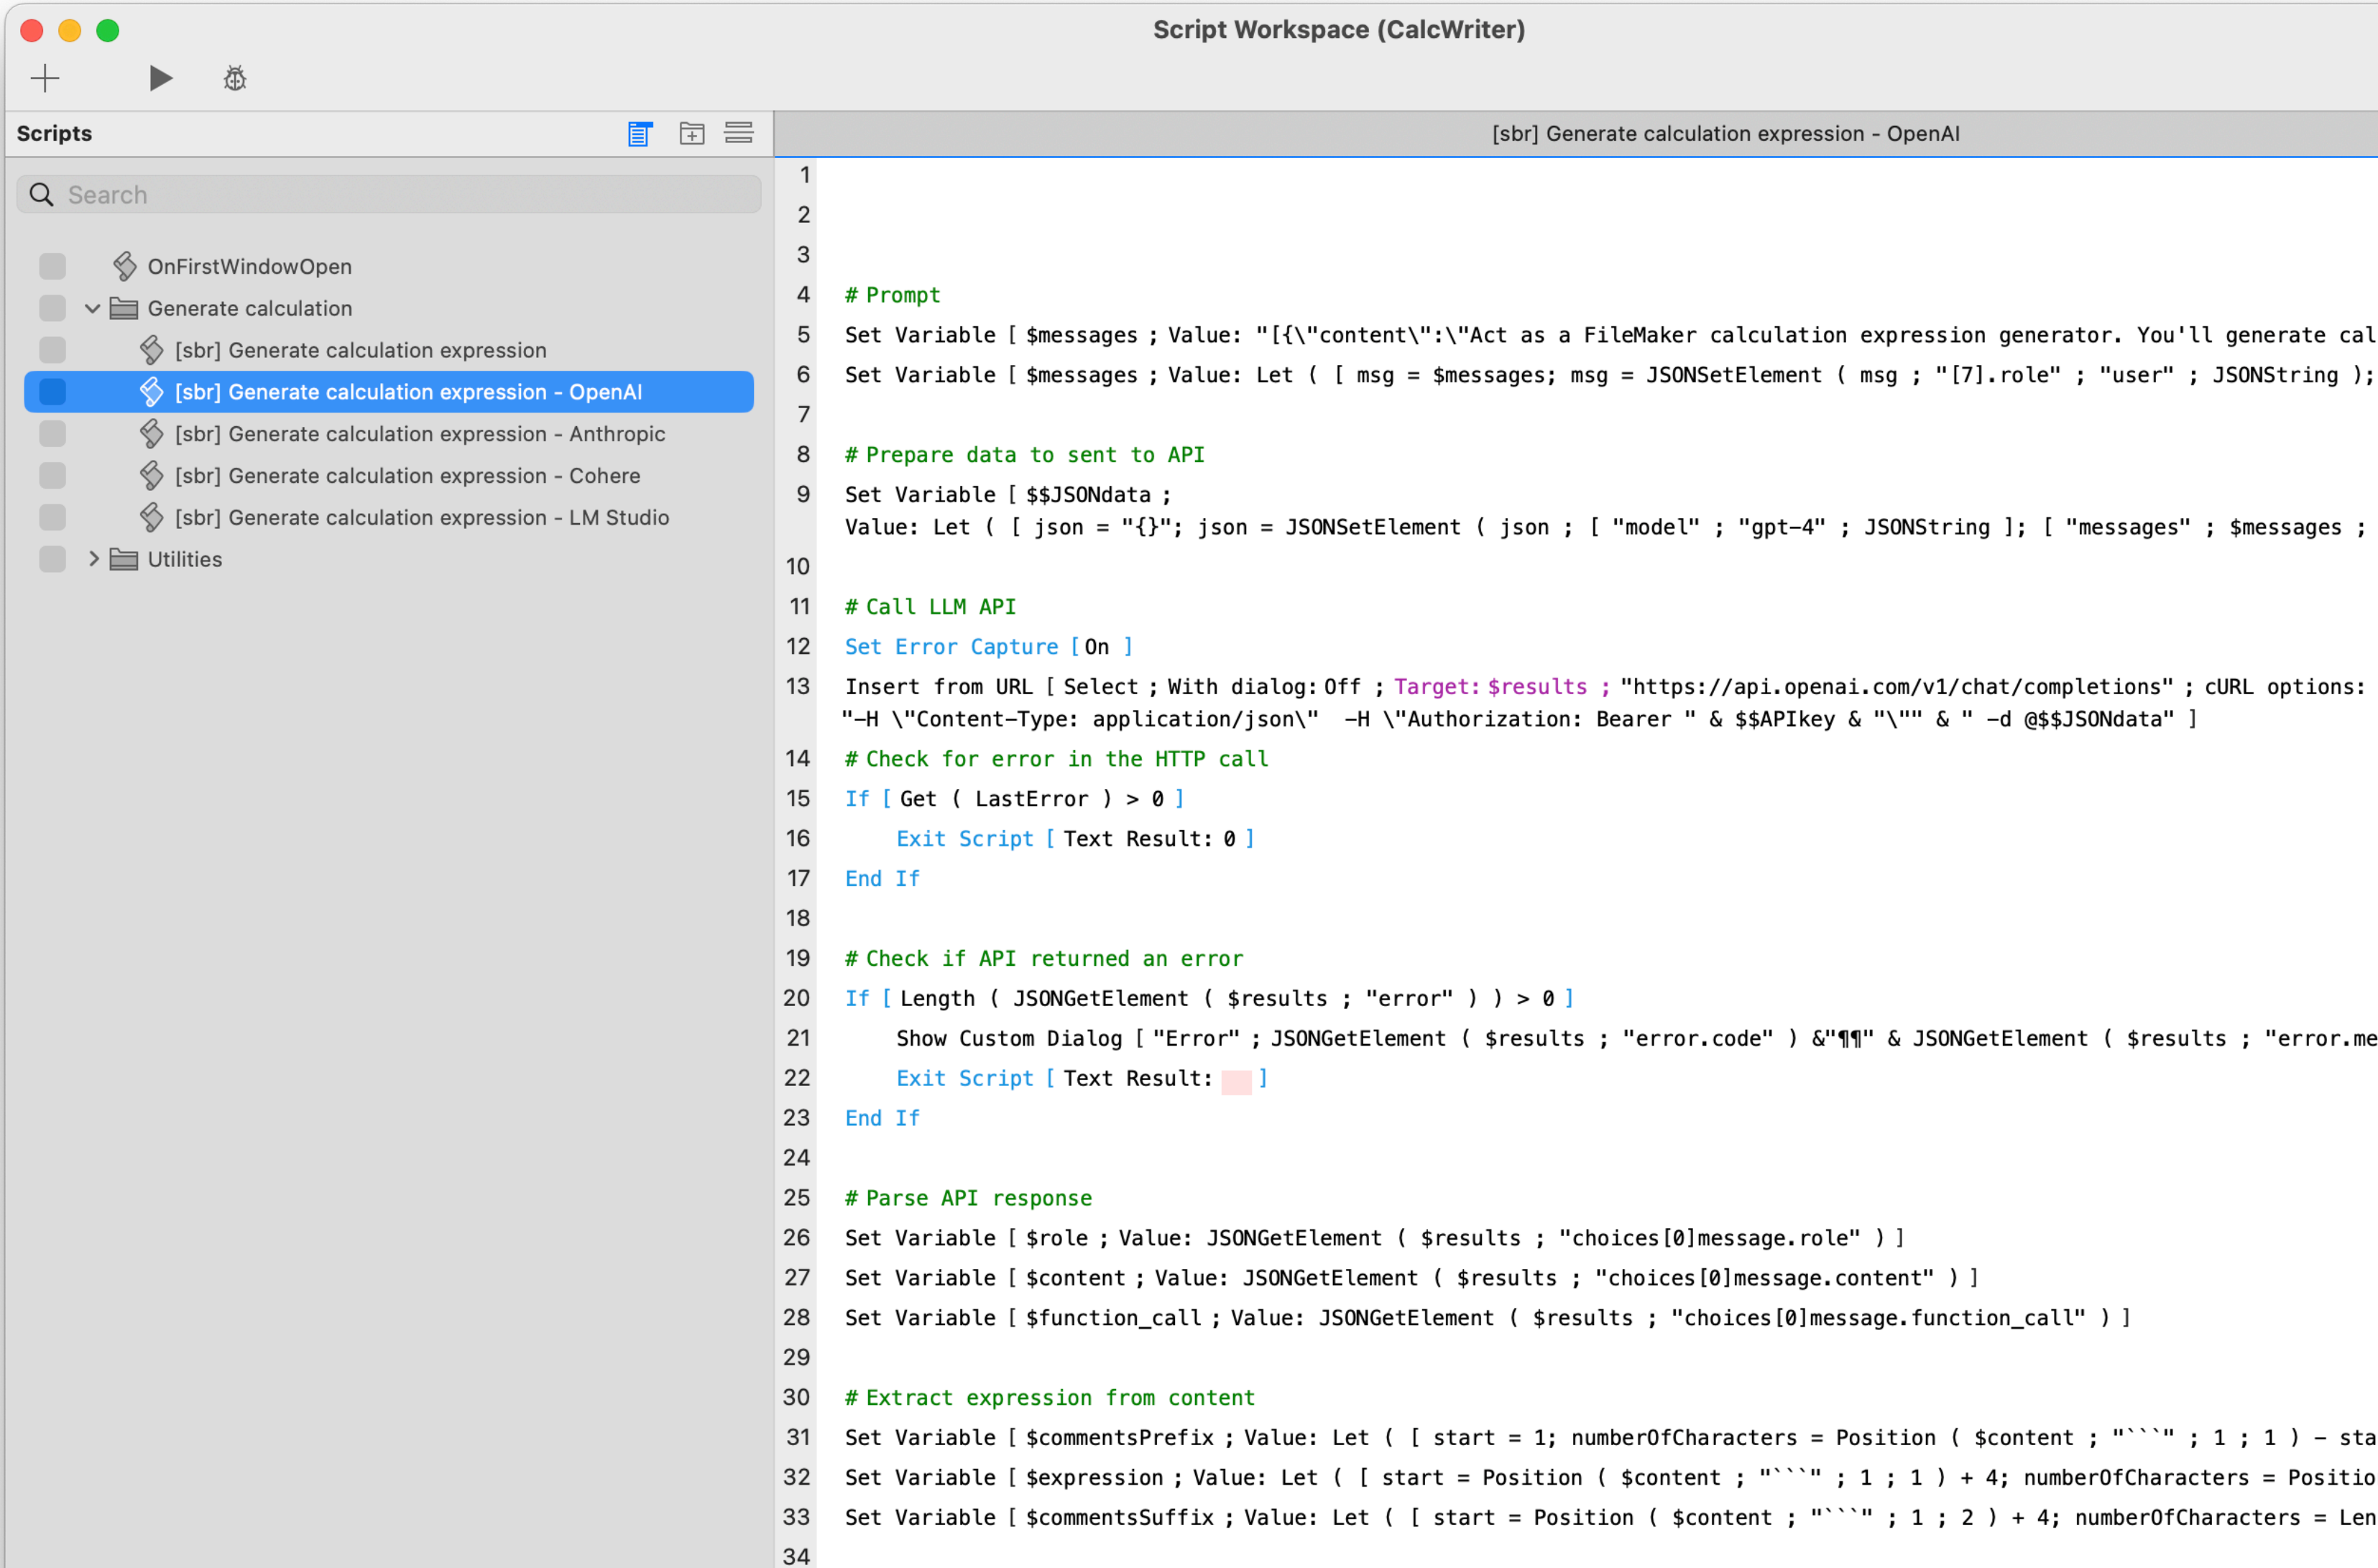 Script Workspace (CalcWriter)
Scripts
[sbr] Generate calculation expression - OpenAI
Search
OnFirstWindowOpen
Generate calculation
[sbr] Generate calculation expression
[sbr] Generate calculation expression - OpenAI
[sbr] Generate calculation expression - Anthropic
[sbr] Generate calculation expression - Cohere
[sbr] Generate calculation expression - LM Studio
Utilities
1
2
3
4 # Prompt
5 Set Variable [ $messages ; Value: "[{\"content\":\"Act as a FileMaker calculation expression generator. You'll generate cal
6 Set Variable [ $messages ; Value: Let ( [ msg = $messages; msg = JSONSetElement ( msg ; "[7].role" ; "user" ; JSONString );
7
8 # Prepare data to sent to API
9 Set Variable [ $$JSONdata ;
Value: Let ( [ json = "{}"; json = JSONSetElement ( json ; [ "model" ; "gpt-4" ; JSONString ]; [ "messages" ; $messages ;
10
11 # Call LLM API
12 Set Error Capture [ On ]
13 Insert from URL [ Select ; With dialog: Off ; Target: $results ; "https://api.openai.com/v1/chat/completions" ; cURL options:
"-H \"Content-Type: application/json\"  -H \"Authorization: Bearer " & $$APIkey & "\"" & " -d @$$JSONdata" ]
14 # Check for error in the HTTP call
15 If [ Get ( LastError ) > 0 ]
16 Exit Script [ Text Result: 0 ]
17 End If
18
19 # Check if API returned an error
20 If [ Length ( JSONGetElement ( $results ; "error" ) ) > 0 ]
21 Show Custom Dialog [ "Error" ; JSONGetElement ( $results ; "error.code" ) &"¶¶" & JSONGetElement ( $results ; "error.me
22 Exit Script [ Text Result: ]
23 End If
24
25 # Parse API response
26 Set Variable [ $role ; Value: JSONGetElement ( $results ; "choices[0]message.role" ) ]
27 Set Variable [ $content ; Value: JSONGetElement ( $results ; "choices[0]message.content" ) ]
28 Set Variable [ $function_call ; Value: JSONGetElement ( $results ; "choices[0]message.function_call" ) ]
29
30 # Extract expression from content
31 Set Variable [ $commentsPrefix ; Value: Let ( [ start = 1; numberOfCharacters = Position ( $content ; "```" ; 1 ; 1 ) - sta
32 Set Variable [ $expression ; Value: Let ( [ start = Position ( $content ; "```" ; 1 ; 1 ) + 4; numberOfCharacters = Positio
33 Set Variable [ $commentsSuffix ; Value: Let ( [ start = Position ( $content ; "```" ; 1 ; 2 ) + 4; numberOfCharacters = Len
34